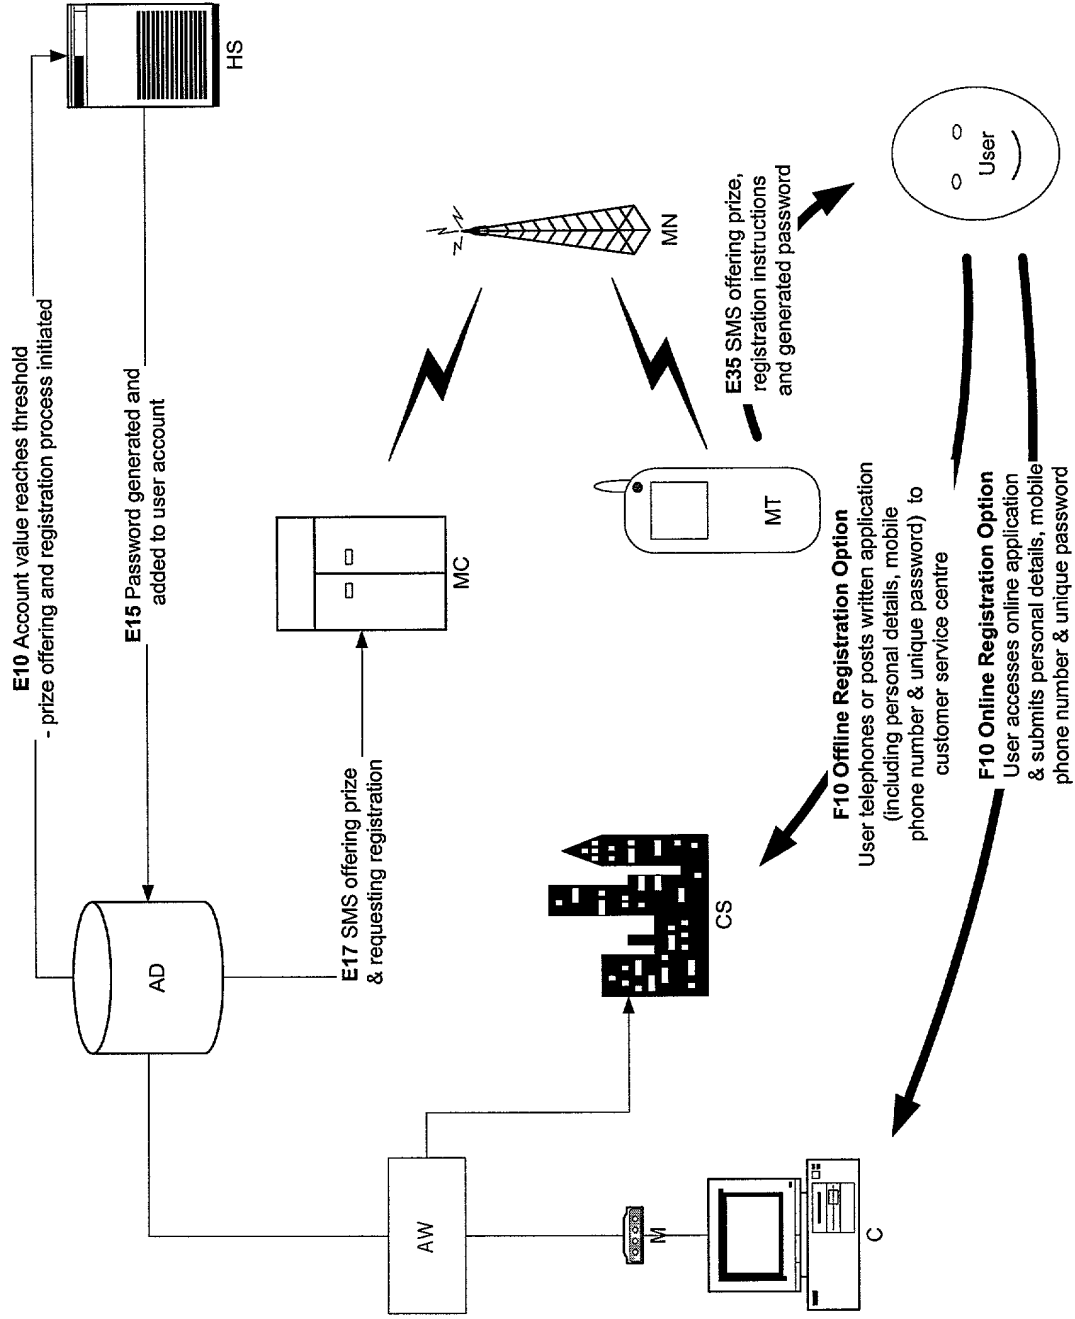 E10 Account value reaches threshold
- prize offering and registration process initiated
HS
E15 Password generated and
added to user account
AD
E17 SMS offering prize
& requesting registration
MC
MN
MT
E35 SMS offering prize,
registration instructions
and generated password
User
AW
CS
M
C
F10 Offline Registration Option
User telephones or posts written application
(including personal details, mobile
phone number & unique password) to
customer service centre
F10 Online Registration Option
User accesses online application
& submits personal details, mobile
phone number & unique password